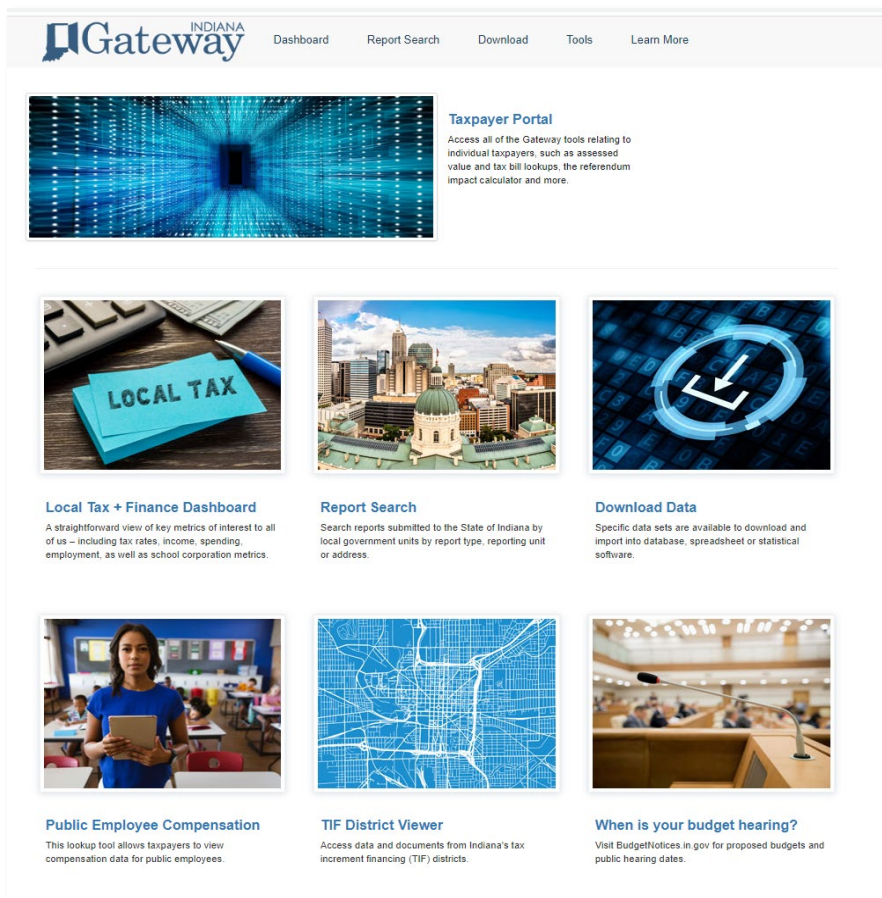 INDIANA
Gateway
Dashboard Report Search Download Tools Learn More
Taxpayer Portal
Access all of the Gateway tools relating to
individual taxpayers, such as assessed
value and tax bill lookups, the referendum
impact calculator and more.
LOCAL TAX
Local Tax + Finance Dashboard
A straightforward view of key metrics of interest to all
of us – including tax rates, income, spending,
employment, as well as school corporation metrics.
Report Search
Search reports submitted to the State of Indiana by
local government units by report type, reporting unit
or address.
Download Data
Specific data sets are available to download and
import into database, spreadsheet or statistical
software.
Public Employee Compensation
This lookup tool allows taxpayers to view
compensation data for public employees.
TIF District Viewer
Access data and documents from Indiana's tax
increment financing (TIF) districts.
When is your budget hearing?
Visit BudgetNotices.in.gov for proposed budgets and
public hearing dates.